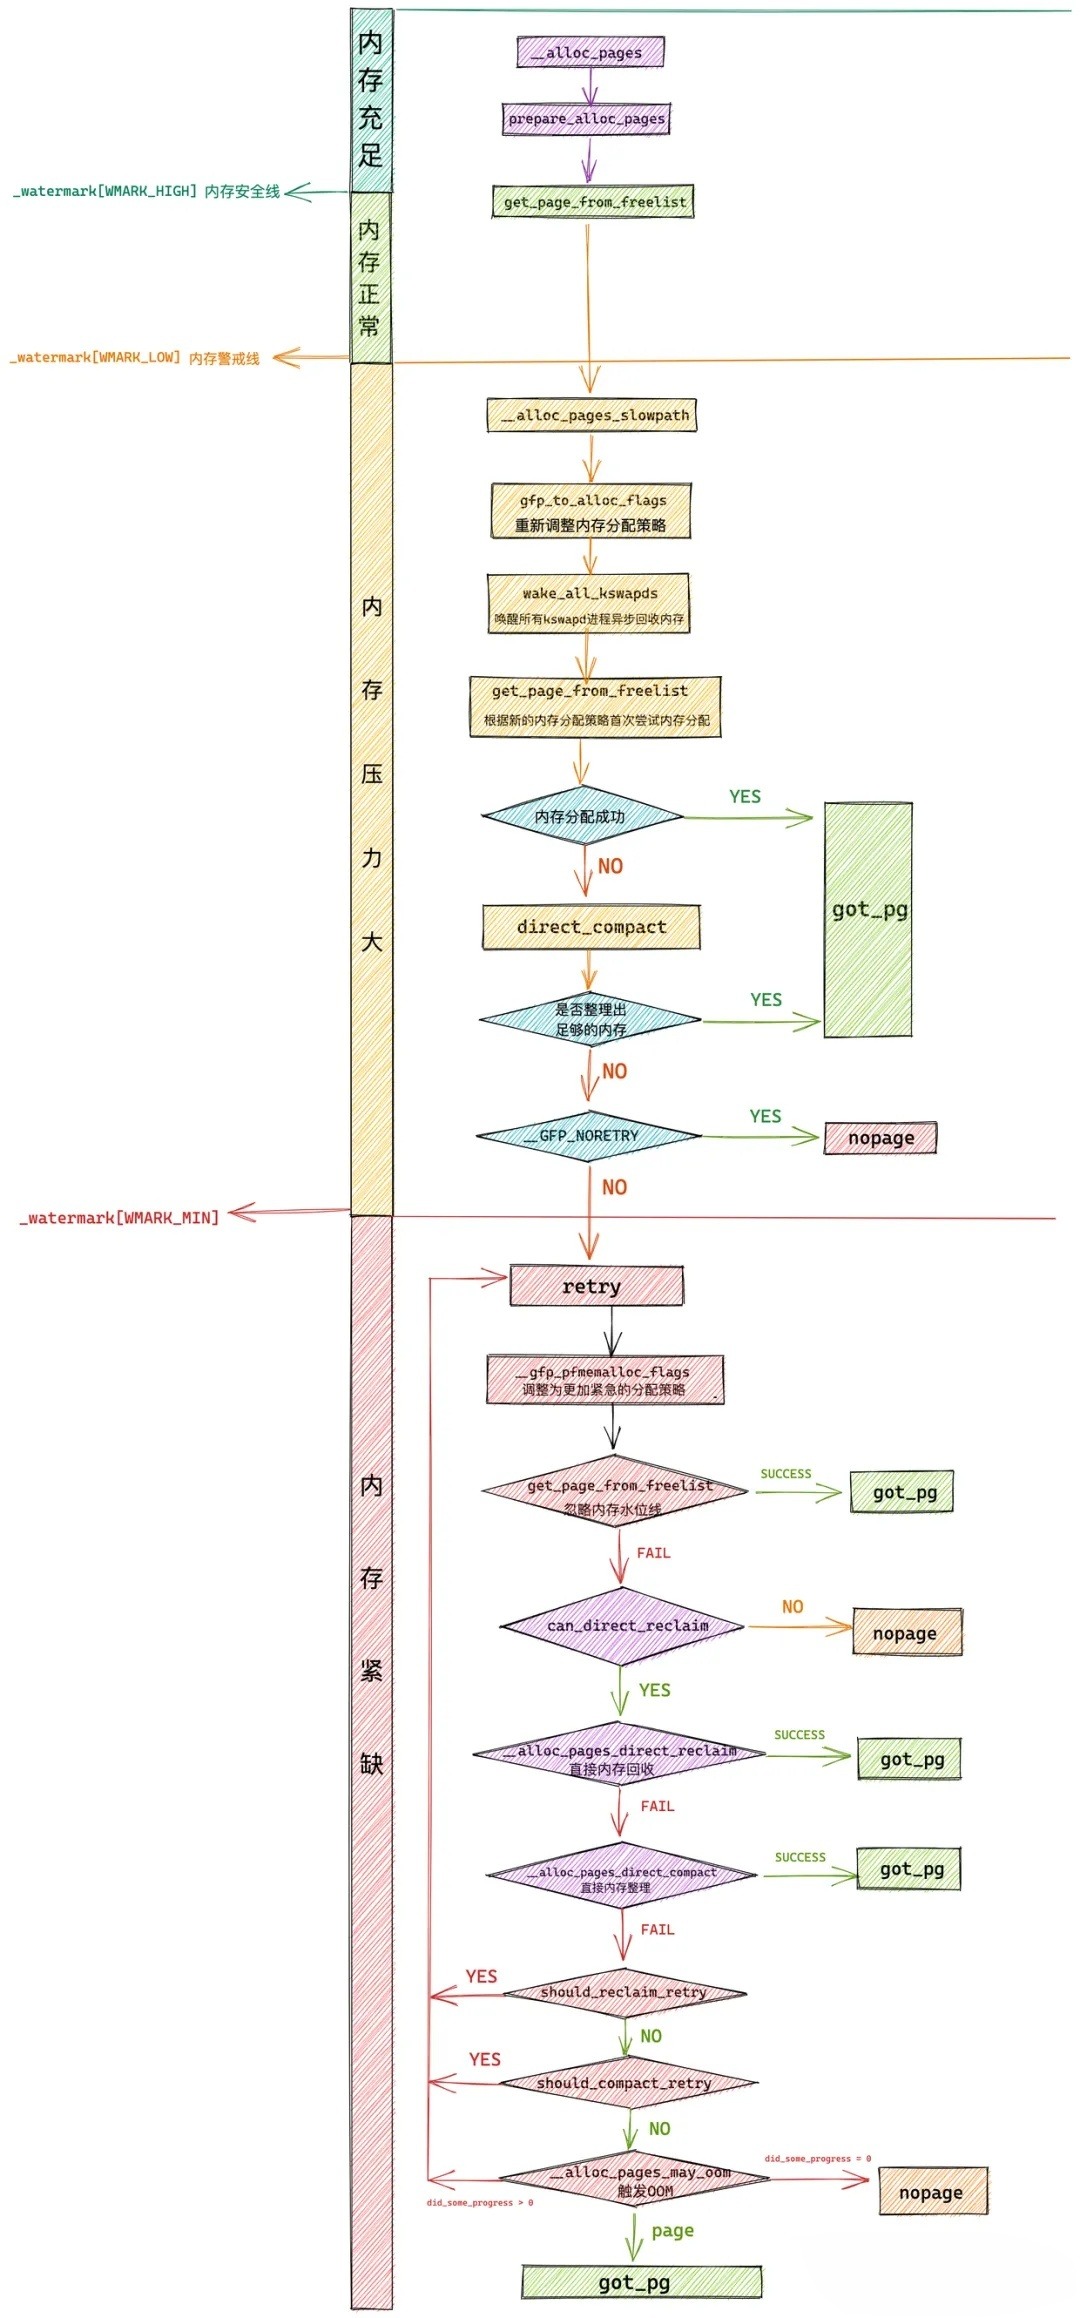 内存充足
__alloc_pages
prepare_alloc_pages
_watermark[WMARK_HIGH] 内存安全线
get_page_from_freelist
内存正常
_watermark[WMARK_LOW] 内存警戒线
__alloc_pages_slowpath
gfp_to_alloc_flags
重新调整内存分配策略
wake_all_kswapds
唤醒所有kswapd进程异步回收内存
内存压力大
get_page_from_freelist
根据新的内存分配策略首次尝试内存分配
内存分配成功
YES
NO
got_pg
direct_compact
是否整理出
足够的内存
YES
NO
__GFP_NORETRY
YES
nopage
NO
_watermark[WMARK_MIN]
retry
__gfp_pfmemalloc_flags
调整为更加紧急的分配策略
内存紧缺
get_page_from_freelist
忽略内存水位线
SUCCESS
got_pg
FAIL
can_direct_reclaim
NO
nopage
YES
__alloc_pages_direct_reclaim
直接内存回收
SUCCESS
got_pg
FAIL
__alloc_pages_direct_compact
直接内存整理
SUCCESS
got_pg
FAIL
YES
should_reclaim_retry
NO
YES
should_compact_retry
NO
__alloc_pages_may_oom
触发OOM
did_some_progress = 0
nopage
did_some_progress > 0
page
got_pg